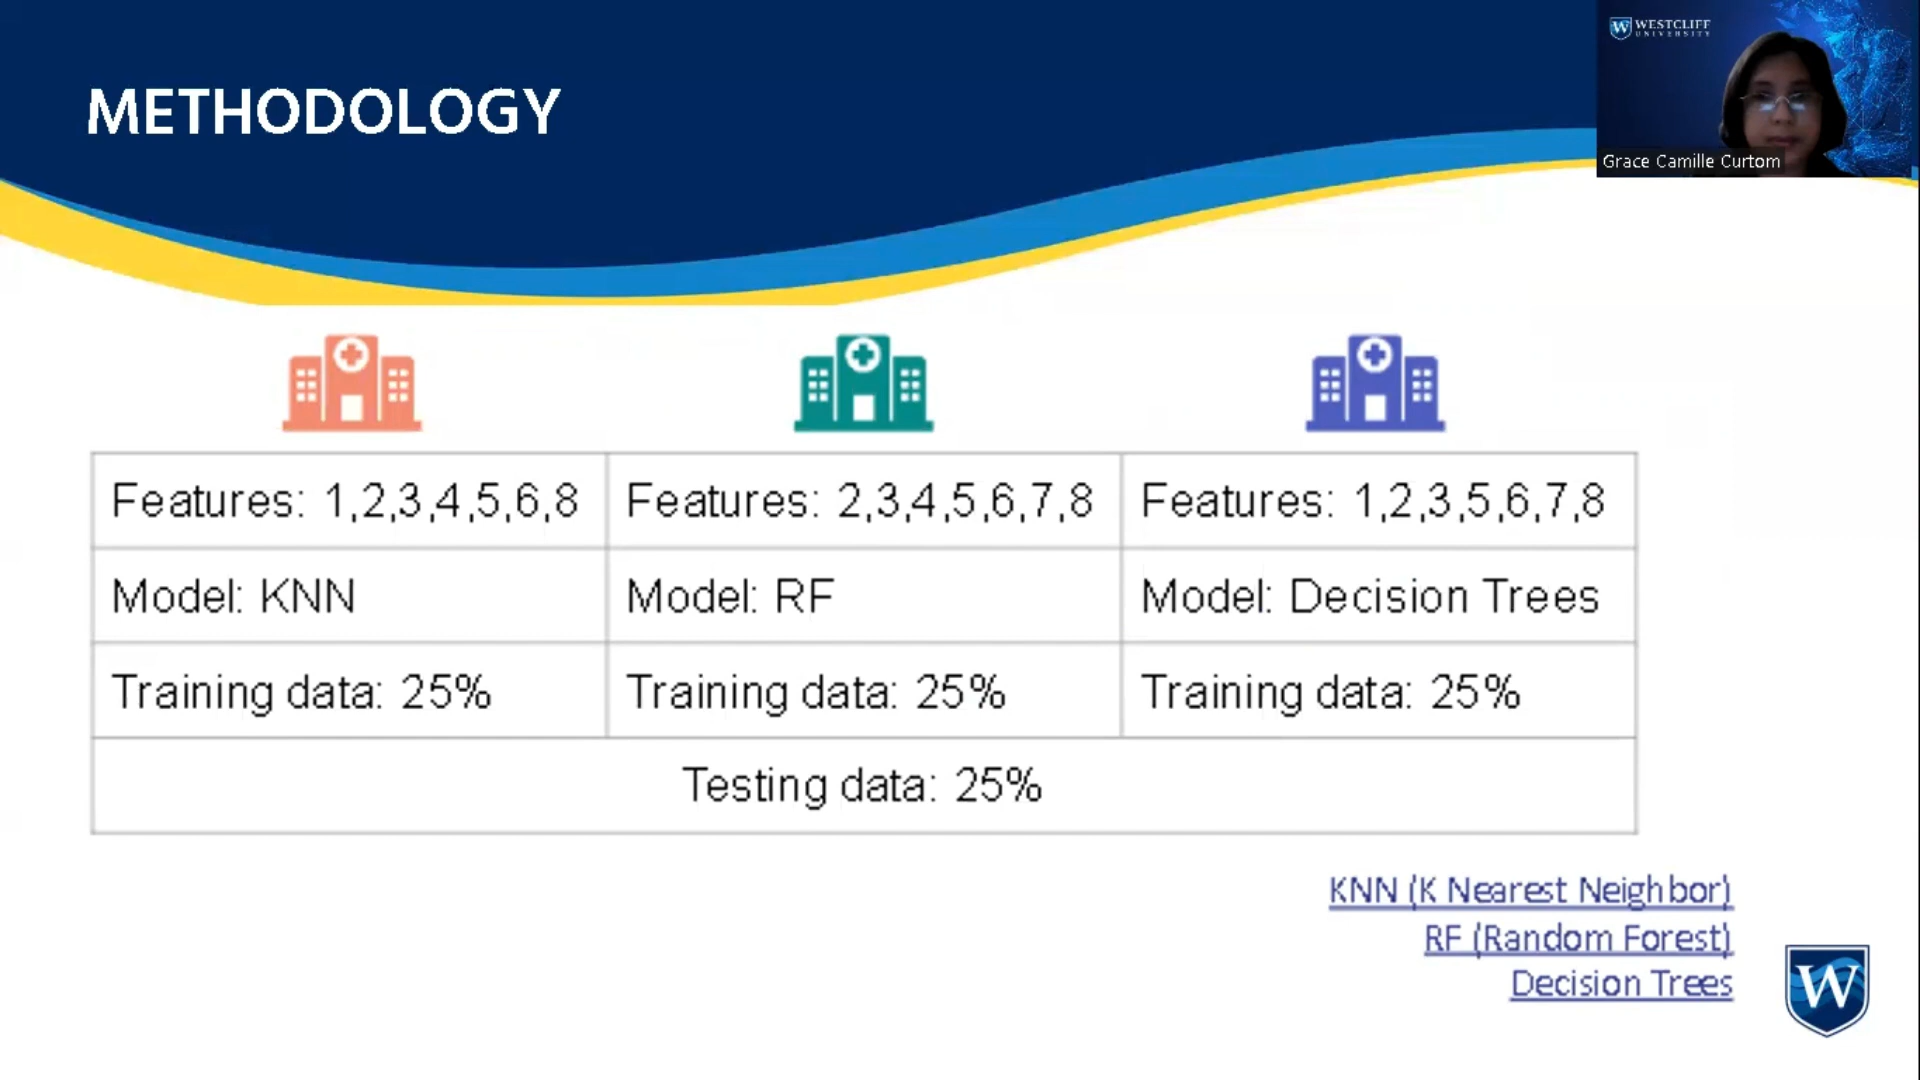 METHODOLOGY
WESTCLIFF
UNIVERSITY
Grace Camille Curtom
Features: 1,2,3,4,5,6,8
Features: 2,3,4,5,6,7,8
Features: 1,2,3,5,6,7,8
Model: KNN
Model: RF
Model: Decision Trees
Training data: 25%
Training data: 25%
Training data: 25%
Testing data: 25%
KNN (K Nearest Neighbor)
RF (Random Forest)
Decision Trees
W